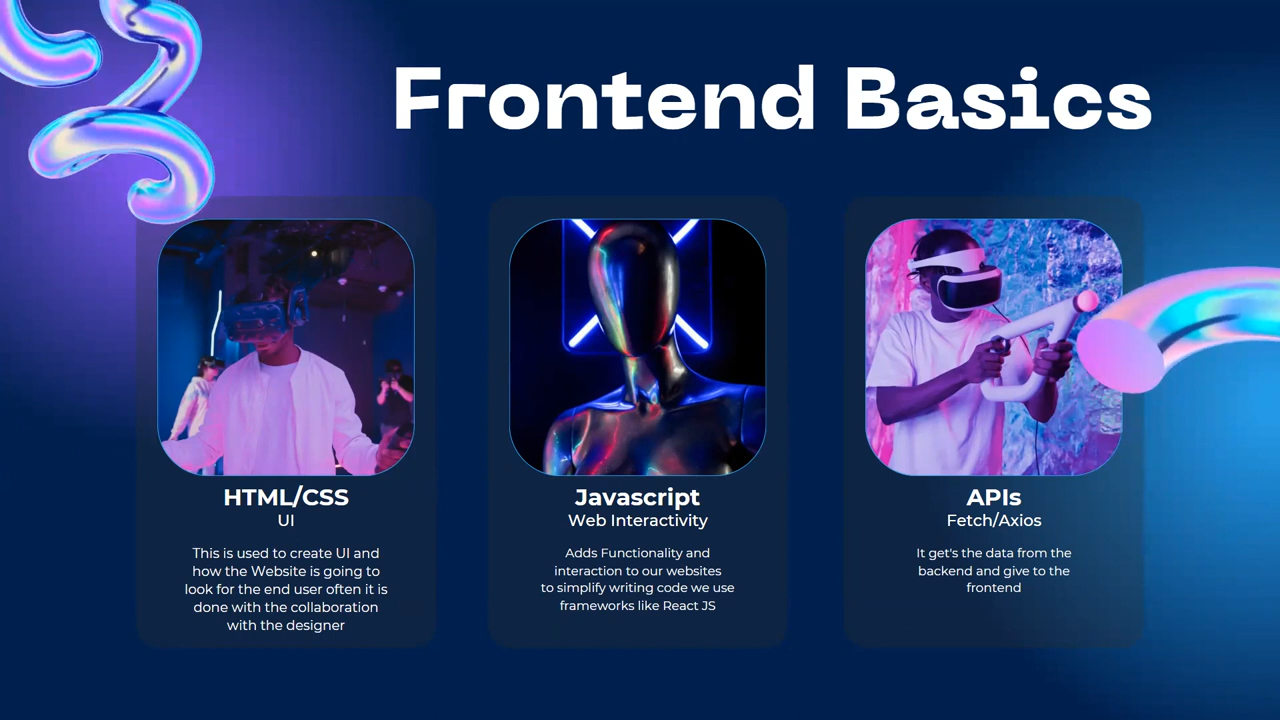 Frontend Basics
HTML/CSS
UI
This is used to create UI and
how the Website is going to
look for the end user often it is
done with the collaboration
with the designer
Javascript
Web Interactivity
Adds Functionality and
interaction to our websites
to simplify writing code we use
frameworks like React JS
APIs
Fetch/Axios
It get's the data from the
backend and give to the
frontend